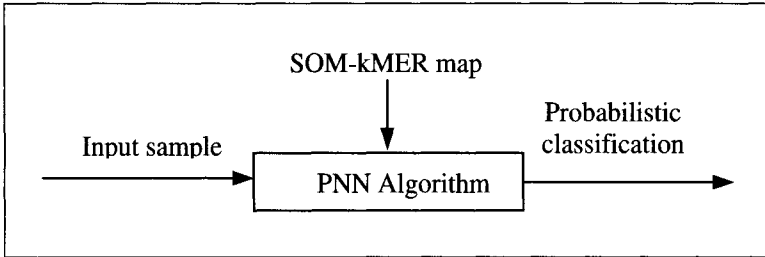 SOM-kMER map
Probabilistic
classification
Input sample
PNN Algorithm